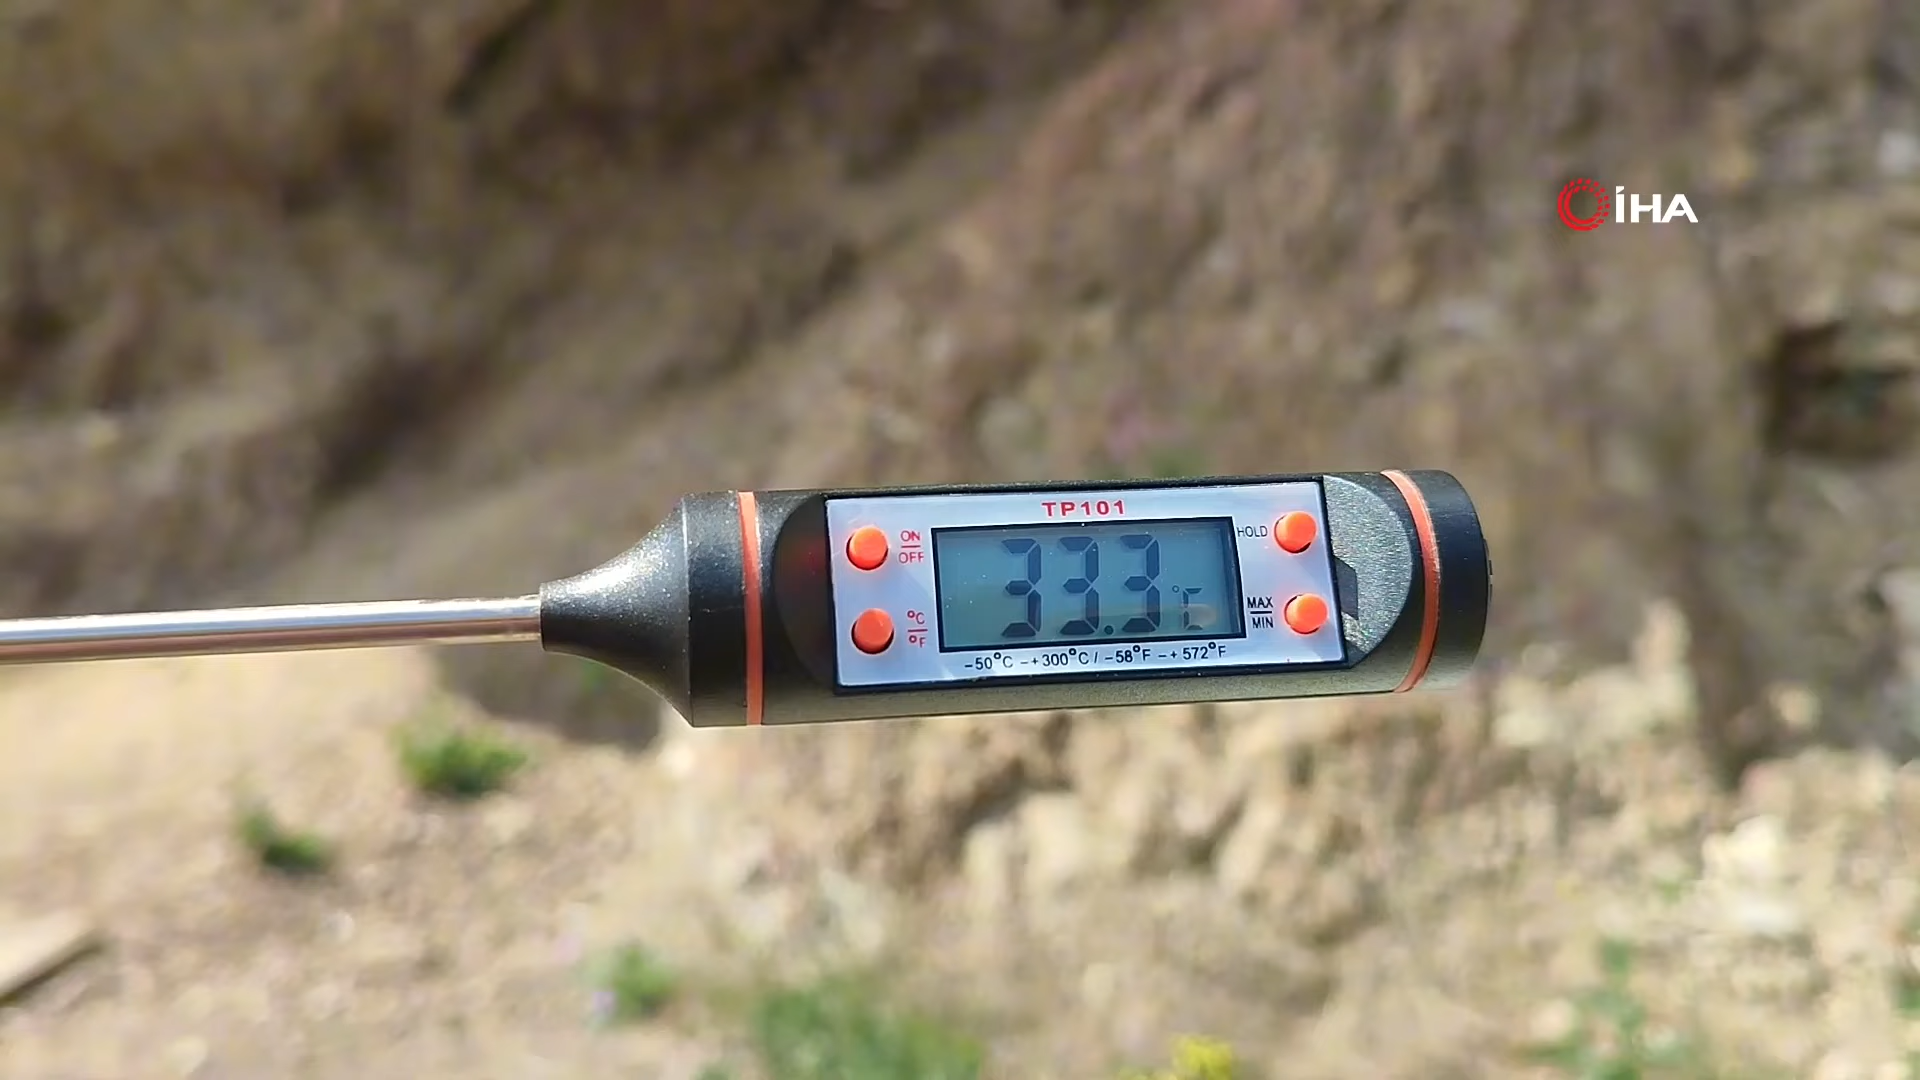 İHA
TP101
ON
OFF
HOLD
33.3 °C
°C
°F
MAX
MIN
-50°C -+300°C / -58°F -+572°F